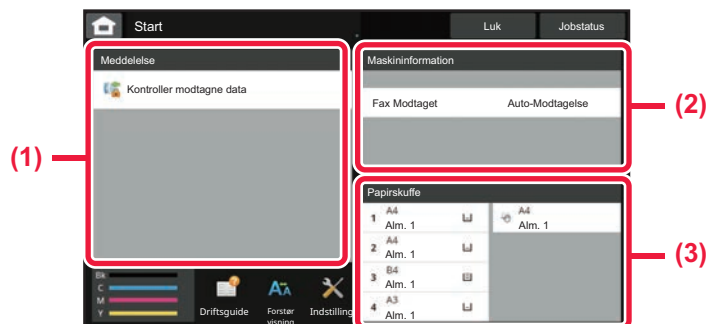 Start
Luk
Jobstatus
Meddelelse
Kontroller modtagne data
Maskininformation
Fax Modtaget
Auto-Modtagelse
(1)
(2)
Papirskuffe
1 A4
Alm. 1
A4
Alm. 1
2 A4
Alm. 1
3 B4
Alm. 1
4 A3
Alm. 1
(3)
Bk
C
M
Y
Driftsguide
Forstør
visning
Indstilling